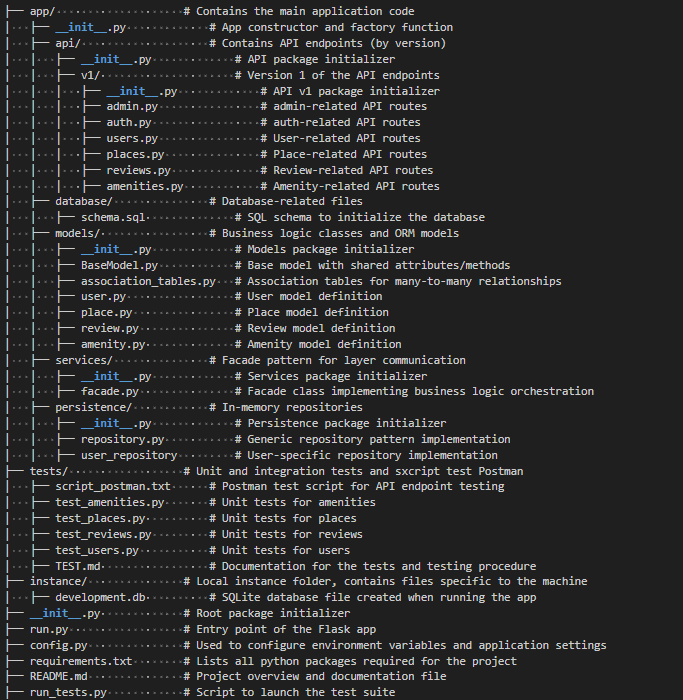 ├── app/ # Contains the main application code
│   ├── __init__.py # App constructor and factory function
│   ├── api/ # Contains API endpoints (by version)
│   │   ├── __init__.py # API package initializer
│   │   ├── v1/ # Version 1 of the API endpoints
│   │   │   ├── __init__.py # API v1 package initializer
│   │   │   ├── admin.py # admin-related API routes
│   │   │   ├── auth.py # auth-related API routes
│   │   │   ├── users.py # User-related API routes
│   │   │   ├── places.py # Place-related API routes
│   │   │   ├── reviews.py # Review-related API routes
│   │   │   ├── amenities.py # Amenity-related API routes
│   ├── database/ # Database-related files
│   │   ├── schema.sql # SQL schema to initialize the database
│   ├── models/ # Business logic classes and ORM models
│   │   ├── __init__.py # Models package initializer
│   │   ├── BaseModel.py # Base model with shared attributes/methods
│   │   ├── association_tables.py # Association tables for many-to-many relationships
│   │   ├── user.py # User model definition
│   │   ├── place.py # Place model definition
│   │   ├── review.py # Review model definition
│   │   ├── amenity.py # Amenity model definition
│   ├── services/ # Facade pattern for layer communication
│   │   ├── __init__.py # Services package initializer
│   │   ├── facade.py # Facade class implementing business logic orchestration
│   ├── persistence/ # In-memory repositories
│   │   ├── __init__.py # Persistence package initializer
│   │   ├── repository.py # Generic repository pattern implementation
│   │   ├── user_repository # User-specific repository implementation
├── tests/ # Unit and integration tests and sxcript test Postman
│   ├── script_postman.txt # Postman test script for API endpoint testing
│   ├── test_amenities.py # Unit tests for amenities
│   ├── test_places.py # Unit tests for places
│   ├── test_reviews.py # Unit tests for reviews
│   ├── test_users.py # Unit tests for users
│   ├── TEST.md # Documentation for the tests and testing procedure
├── instance/ # Local instance folder, contains files specific to the machine
│   ├── development.db # SQLite database file created when running the app
├── __init__.py # Root package initializer
├── run.py # Entry point of the Flask app
├── config.py # Used to configure environment variables and application settings
├── requirements.txt # Lists all python packages required for the project
├── README.md # Project overview and documentation file
├── run_tests.py # Script to launch the test suite